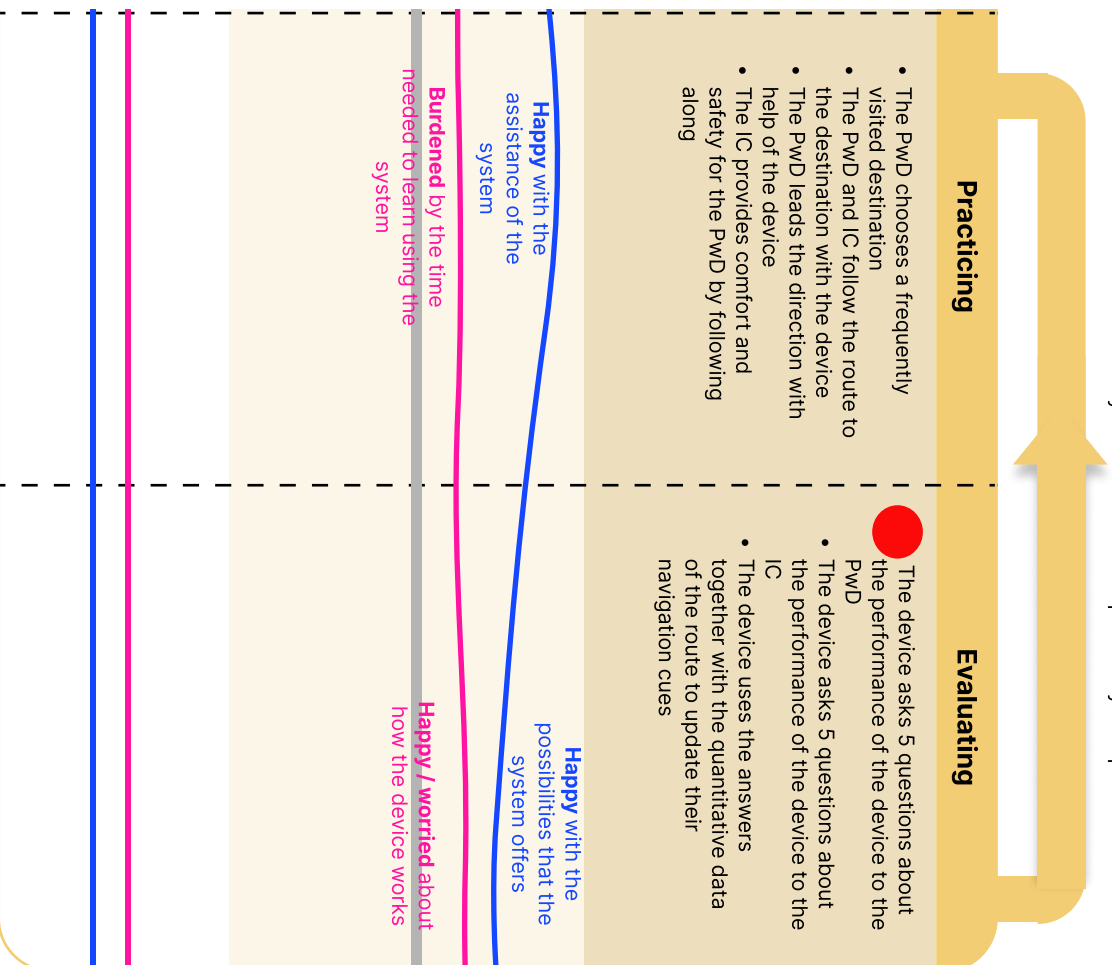 Practicing
The PwD chooses a frequently
visited destination
The PwD and IC follow the route to
the destination with the device
The PwD leads the direction with
help of the device
The IC provides comfort and
safety for the PwD by following
along
Happy with the
assistance of the
system
Burdened by the time
needed to learn using the
system
Evaluating
The device asks 5 questions about
the performance of the device to the
PwD
The device asks 5 questions about
the performance of the device to the
IC
The device uses the answers
together with the quantitative data
of the route to update their
navigation cues
Happy with the
possibilities that the
system offers
Happy / worried about
how the device works